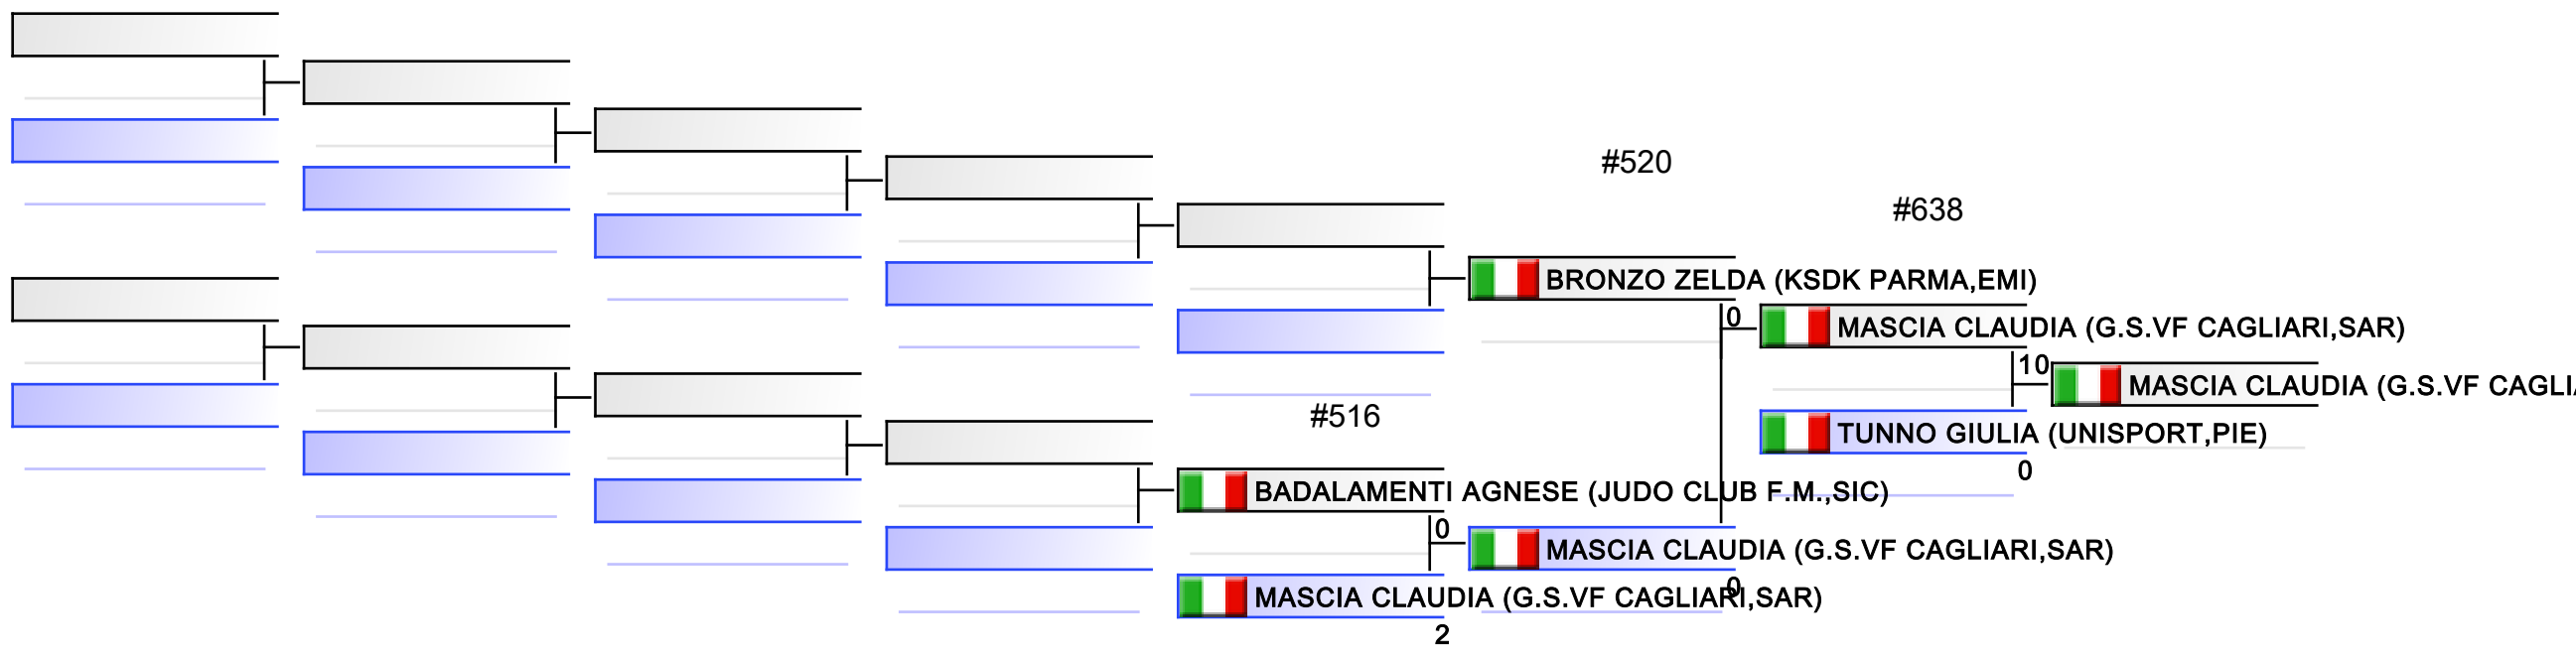 #520
#638
BRONZO ZELDA (KSDK PARMA,EMI)
0
MASCIA CLAUDIA (G.S.VF CAGLIARI,SAR)
10
MASCIA CLAUDIA (G.S.VF CAGLI
#516
TUNNO GIULIA (UNISPORT,PIE)
0
BADALAMENTI AGNESE (JUDO CLUB F.M.,SIC)
0
MASCIA CLAUDIA (G.S.VF CAGLIARI,SAR)
0
MASCIA CLAUDIA (G.S.VF CAGLIARI,SAR)
2